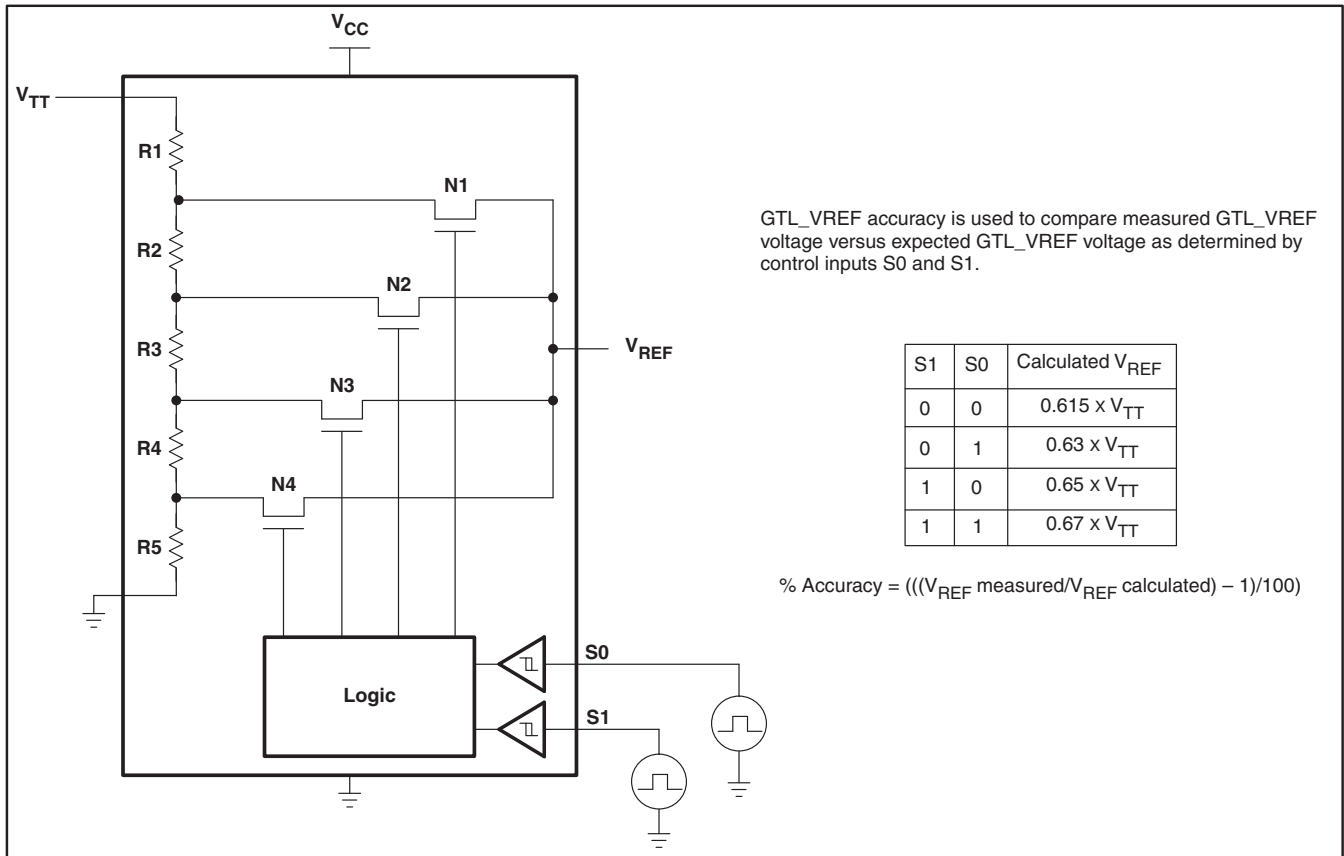 VCC
VTT
R1
N1
R2
N2
R3
VREF
N3
R4
N4
R5
Logic
S0
S1
GTL_VREF accuracy is used to compare measured GTL_VREF
voltage versus expected GTL_VREF voltage as determined by
control inputs S0 and S1.
S1 S0 Calculated VREF
0 0 0.615 x VTT
0 1 0.63 x VTT
1 0 0.65 x VTT
1 1 0.67 x VTT
% Accuracy = (((VREF measured/VREF calculated) – 1)/100)